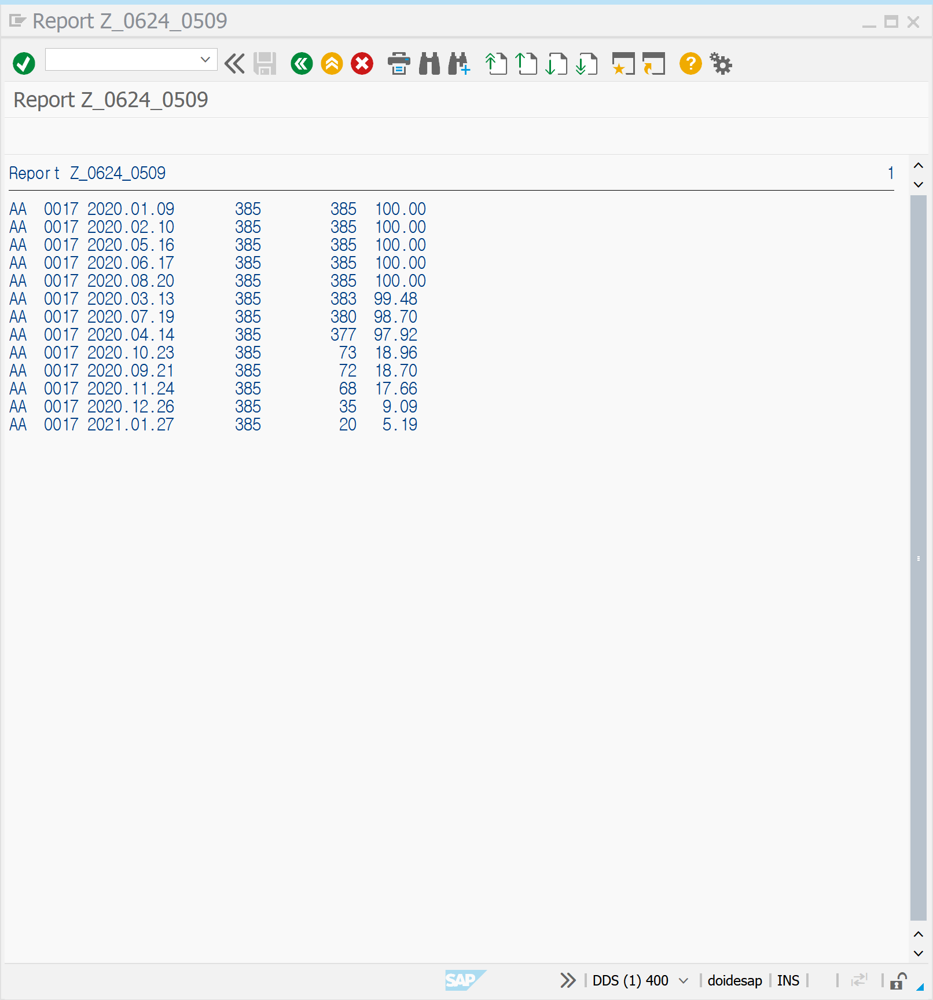 Report Z_0624_0509
Report Z_0624_0509
Report Z_0624_0509 1
AA 0017 2020.01.09 385 385 100.00
AA 0017 2020.02.10 385 385 100.00
AA 0017 2020.05.16 385 385 100.00
AA 0017 2020.06.17 385 385 100.00
AA 0017 2020.08.20 385 385 100.00
AA 0017 2020.03.13 385 383 99.48
AA 0017 2020.07.19 385 380 98.70
AA 0017 2020.04.14 385 377 97.92
AA 0017 2020.10.23 385 73 18.96
AA 0017 2020.09.21 385 72 18.70
AA 0017 2020.11.24 385 68 17.66
AA 0017 2020.12.26 385 35 9.09
AA 0017 2021.01.27 385 20 5.19
SAP DDS (1) 400 doidesap INS